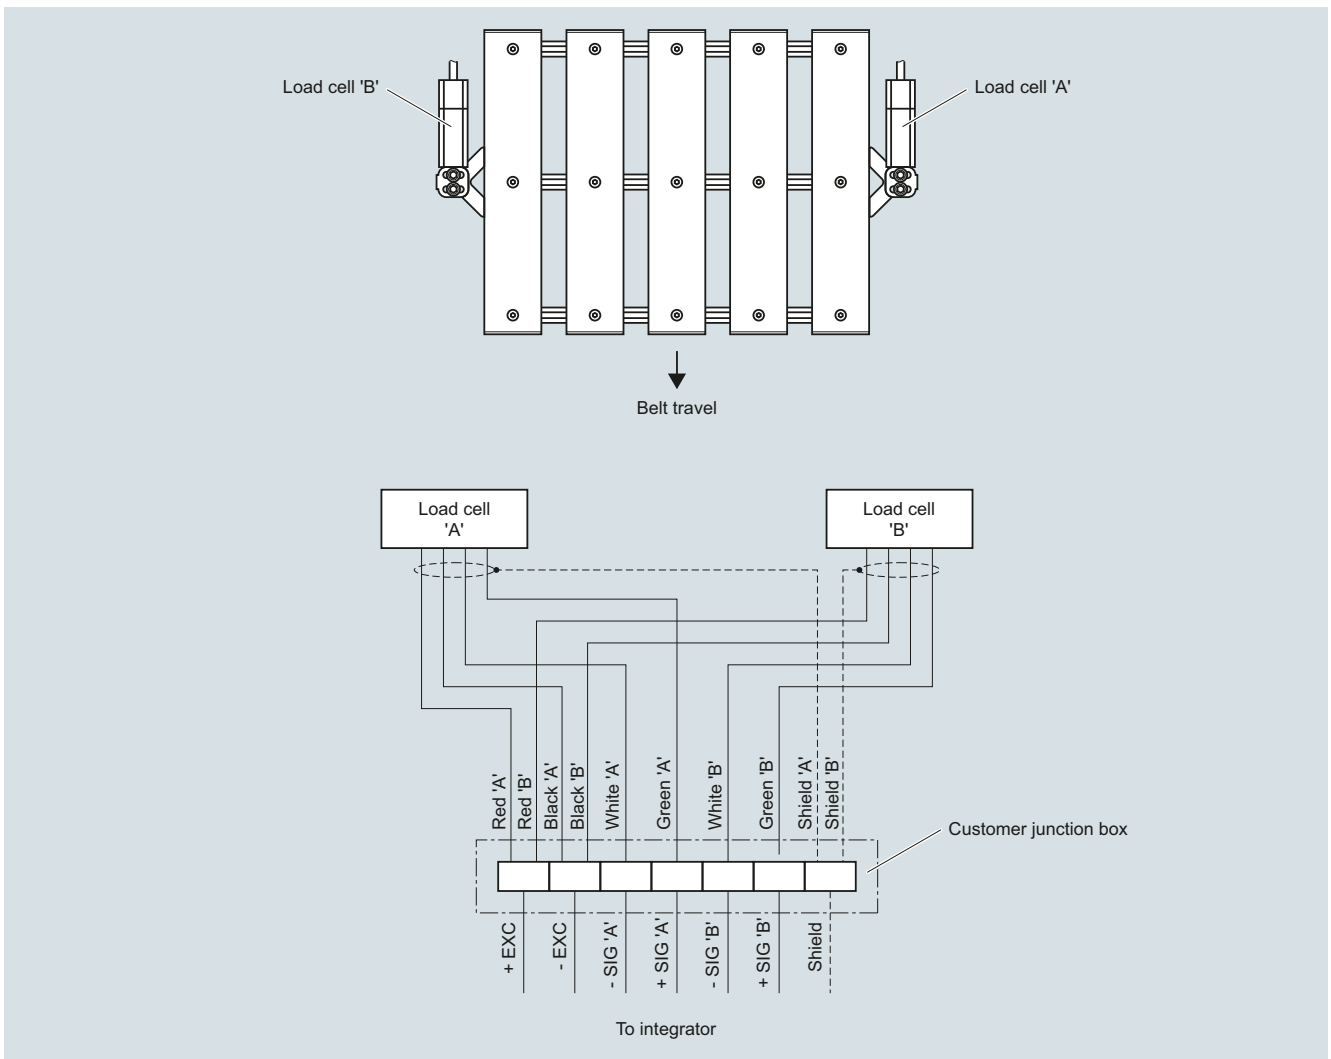 Load cell 'B'
Load cell 'A'
Belt travel
Load cell
'A'
Load cell
'B'
Red 'A'
Red 'B'
Black 'A'
Black 'B'
White 'A'
Green 'A'
White 'B'
Green 'B'
Shield 'A'
Shield 'B'
Customer junction box
+ EXC
- EXC
- SIG 'A'
+ SIG 'A'
- SIG 'B'
+ SIG 'B'
Shield
To integrator